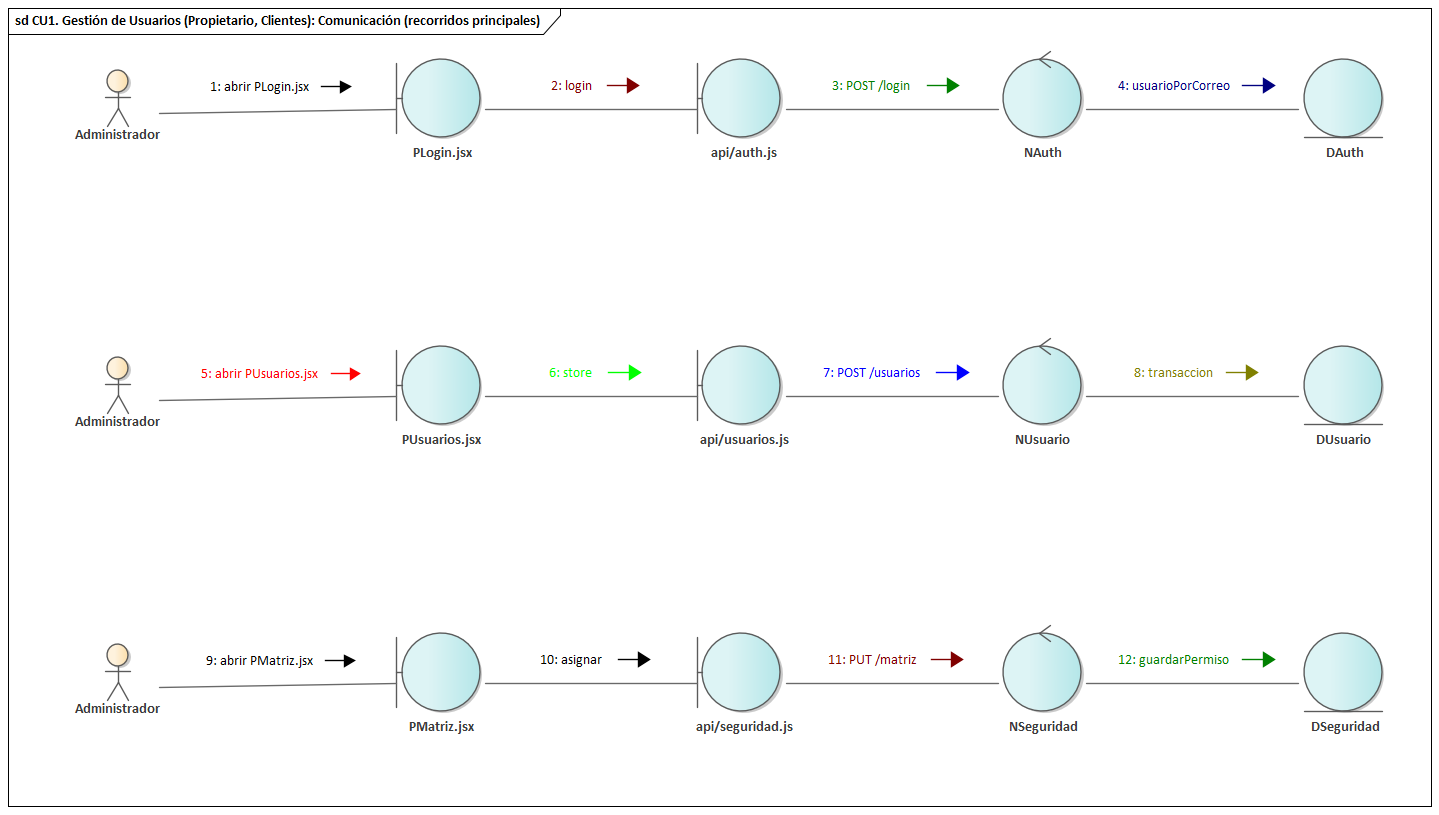 sd CU1. Gestión de Usuarios (Propietario, Clientes): Comunicación (recorridos principales)
1: abrir PLogin.jsx
2: login
3: POST /login
4: usuarioPorCorreo
Administrador
PLogin.jsx
api/auth.js
NAuth
DAuth
5: abrir PUsuarios.jsx
6: store
7: POST /usuarios
8: transaccion
Administrador
PUsuarios.jsx
api/usuarios.js
NUsuario
DUsuario
9: abrir PMatriz.jsx
10: asignar
11: PUT /matriz
12: guardarPermiso
Administrador
PMatriz.jsx
api/seguridad.js
NSeguridad
DSeguridad